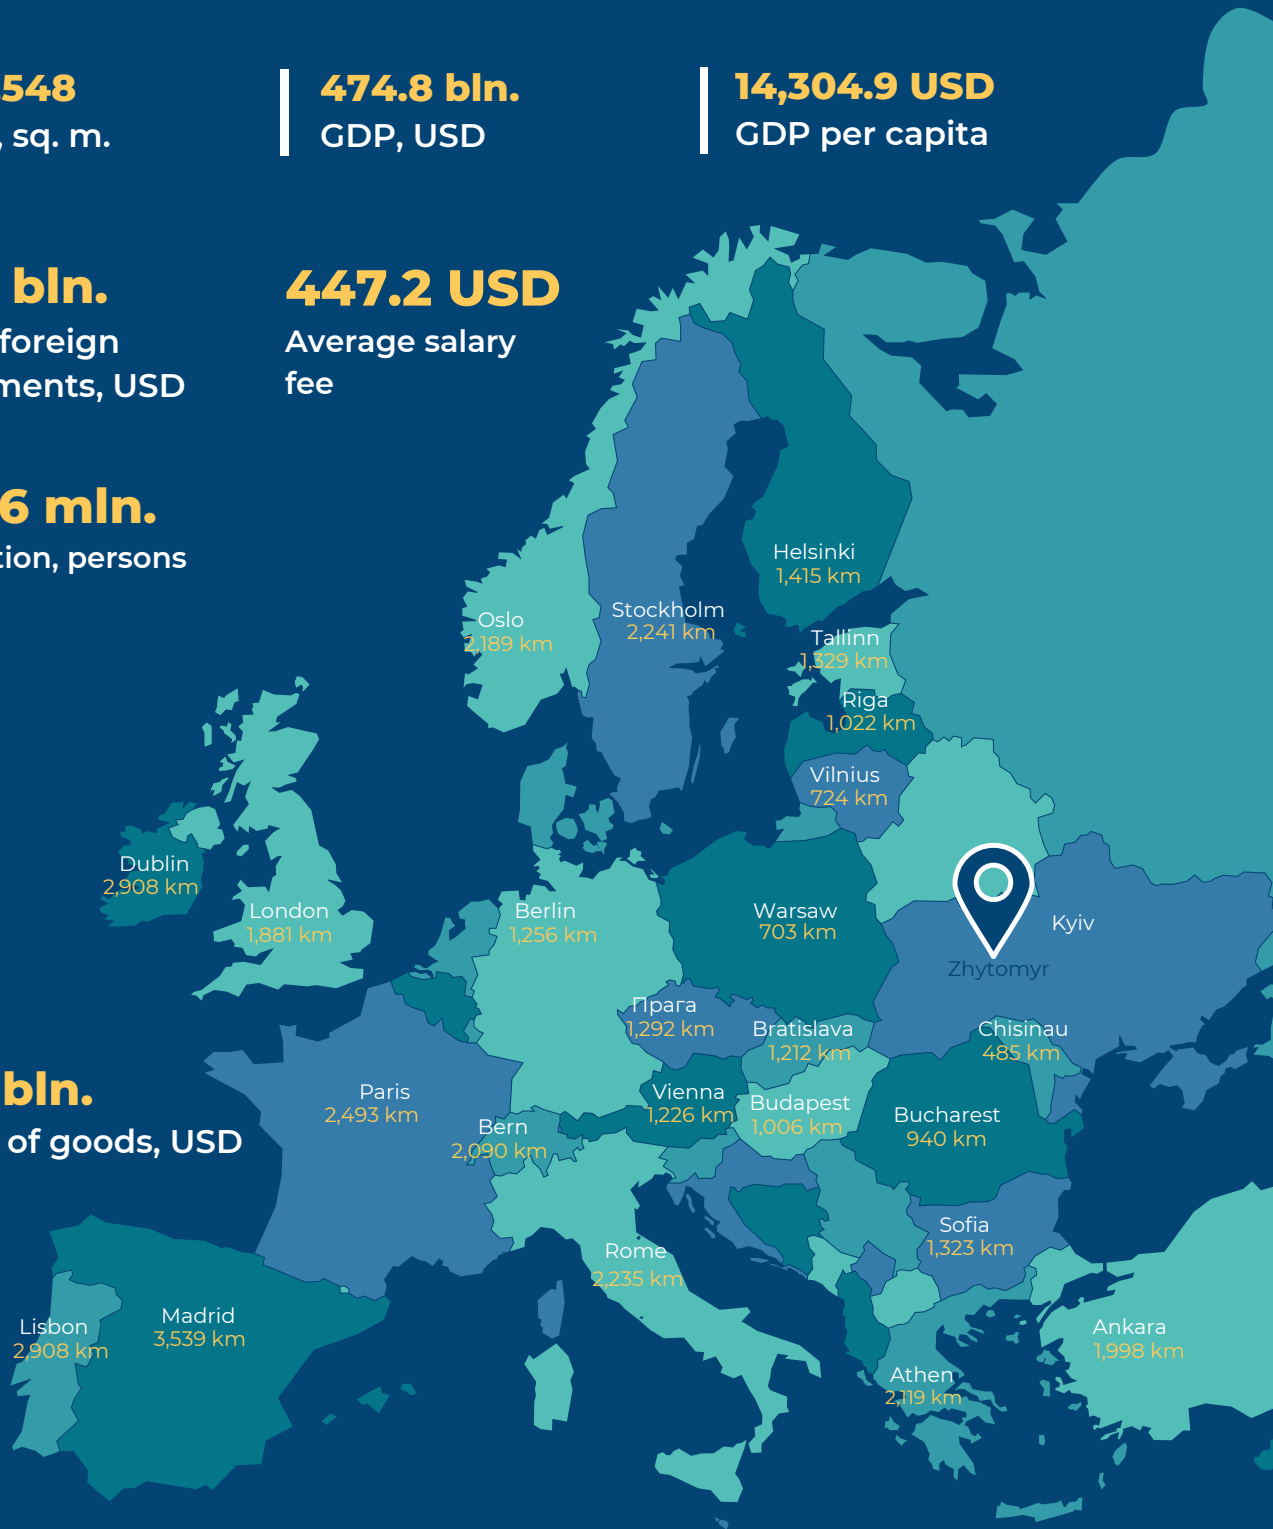 .548
, sq. m.
474.8 bln.
GDP, USD
14,304.9 USD
GDP per capita
bln.
foreign
ments, USD
447.2 USD
Average salary
fee
6 mln.
tion, persons
Helsinki
1,415 km
Oslo
2,189 km
Stockholm
2,241 km
Tallinn
1,329 km
Riga
1,022 km
Vilnius
724 km
Dublin
2,908 km
London
1,881 km
Berlin
1,256 km
Warsaw
703 km
Kyiv
Zhytomyr
Прага
1,292 km
Bratislava
1,212 km
Chisinau
485 km
bln.
of goods, USD
Paris
2,493 km
Vienna
1,226 km
Budapest
1,006 km
Bucharest
940 km
Bern
2,090 km
Rome
2,235 km
Sofia
1,323 km
Lisbon
2,908 km
Madrid
3,539 km
Ankara
1,998 km
Athen
2,119 km